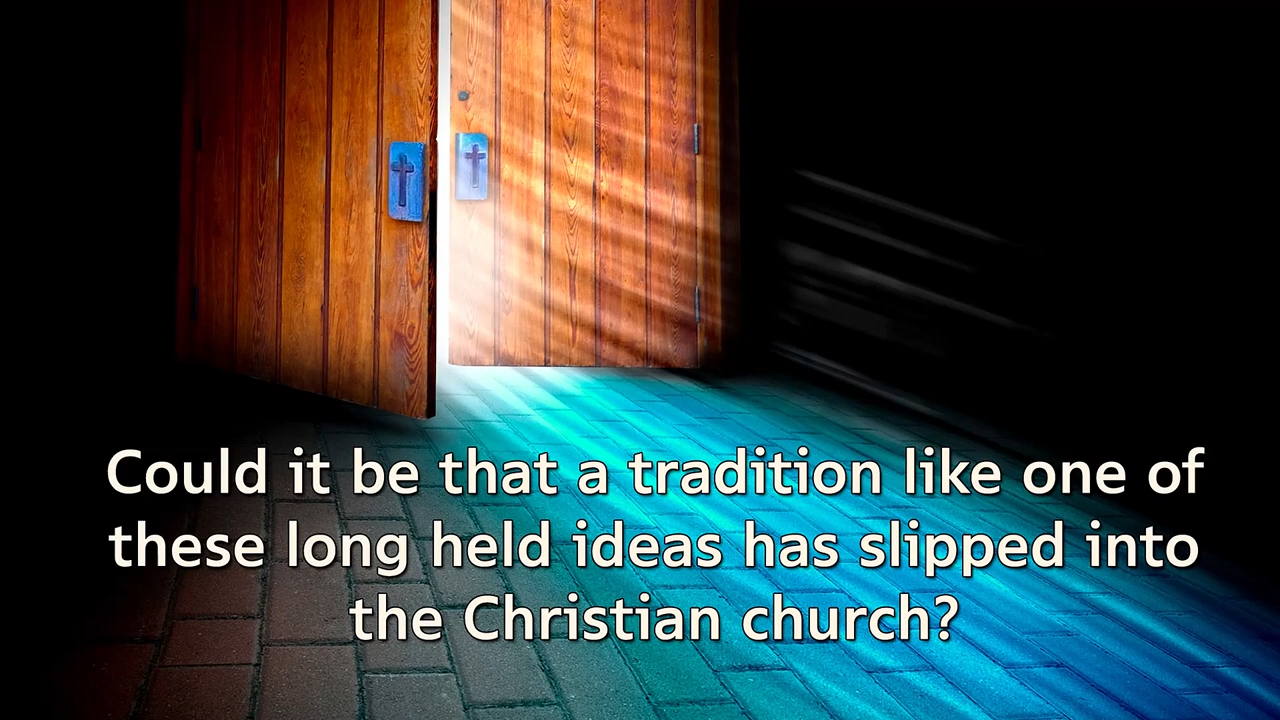 Could it be that a tradition like one of
these long held ideas has slipped into
the Christian church?